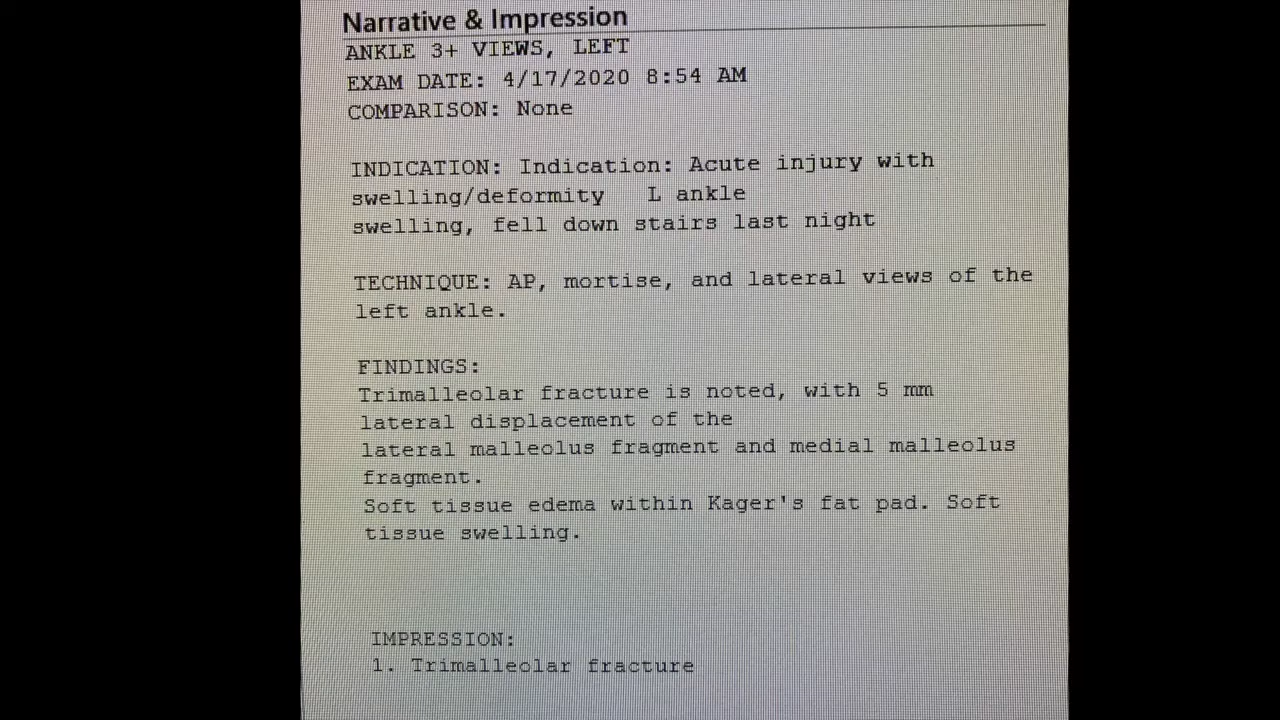 Narrative & Impression
ANKLE 3+ VIEWS, LEFT
EXAM DATE: 4/17/2020 8:54 AM
COMPARISON: None
INDICATION: Indication: Acute injury with
swelling/deformity L ankle
swelling, fell down stairs last night
TECHNIQUE: AP, mortise, and lateral views of the
left ankle.
FINDINGS:
Trimalleolar fracture is noted, with 5 mm
lateral displacement of the
lateral malleolus fragment and medial malleolus
fragment.
Soft tissue edema within Kager's fat pad. Soft
tissue swelling.
IMPRESSION:
1. Trimalleolar fracture